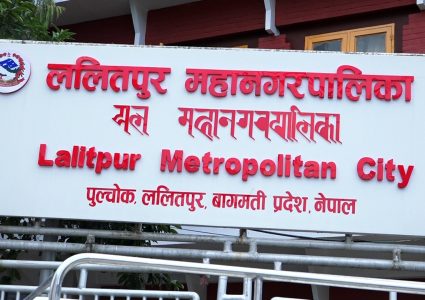 ललितपुर महानगरपालिका
Lalitpur Metropolitan City
पुल्चोक, ललितपुर, बागमती प्रदेश, नेपाल